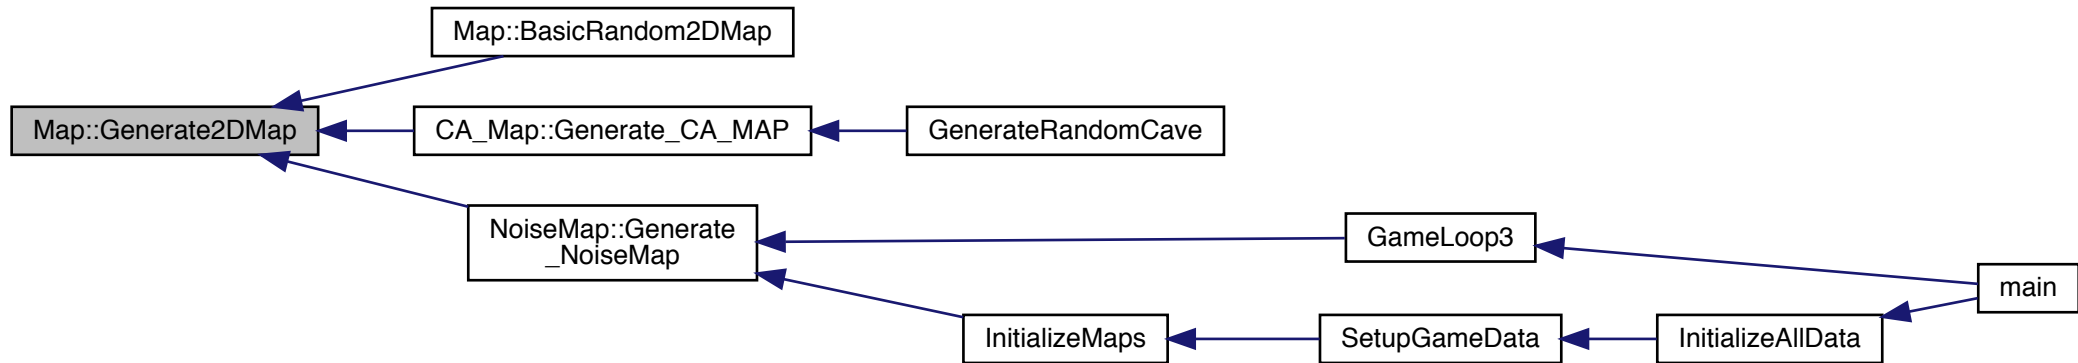 Map::BasicRandom2DMap
Map::Generate2DMap
CA_Map::Generate_CA_MAP
GenerateRandomCave
NoiseMap::Generate
_NoiseMap
GameLoop3
main
InitializeMaps
SetupGameData
InitializeAllData